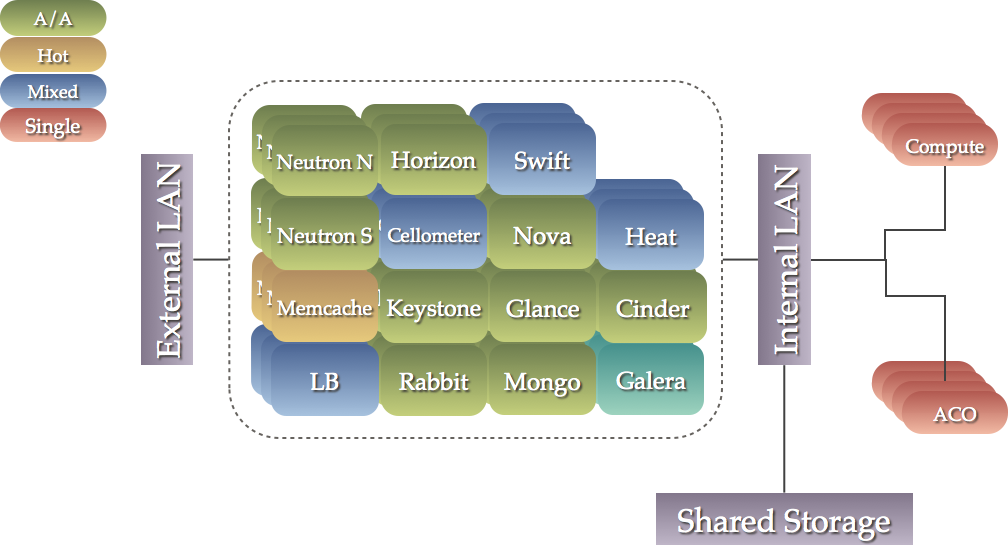 A/A
Hot
Mixed
Single
External LAN
N
N
Neutron N
Horizon
Swift
N
N
Neutron S
Cellometer
Nova
Heat
N
N
Memcache
Keystone
Glance
Cinder
LB
Rabbit
Mongo
Galera
Internal LAN
Compute
ACO
Shared Storage